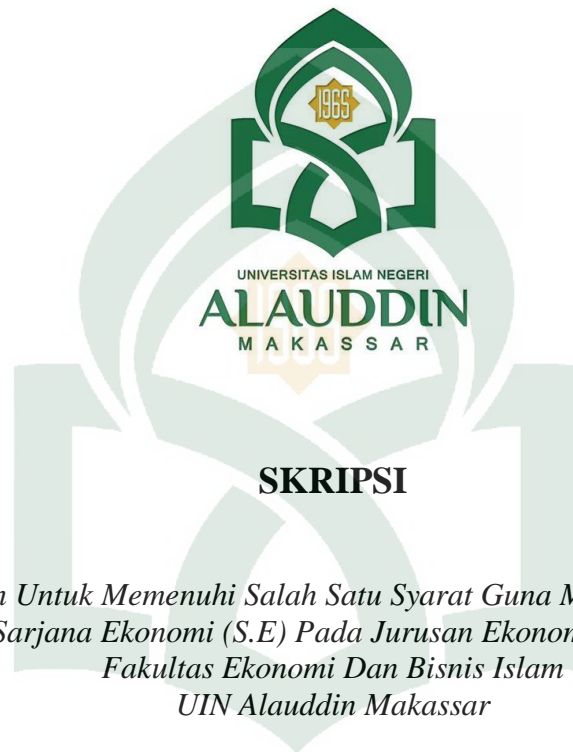 1965
UNIVERSITAS ISLAM NEGERI
ALAUDDIN
MAKASSAR
SKRIPSI
Untuk Memenuhi Salah Satu Syarat Guna
Sarjana Ekonomi (S.E) Pada Jurusan
Fakultas Ekonomi Dan Bisnis Islam
UIN Alauddin Makassar